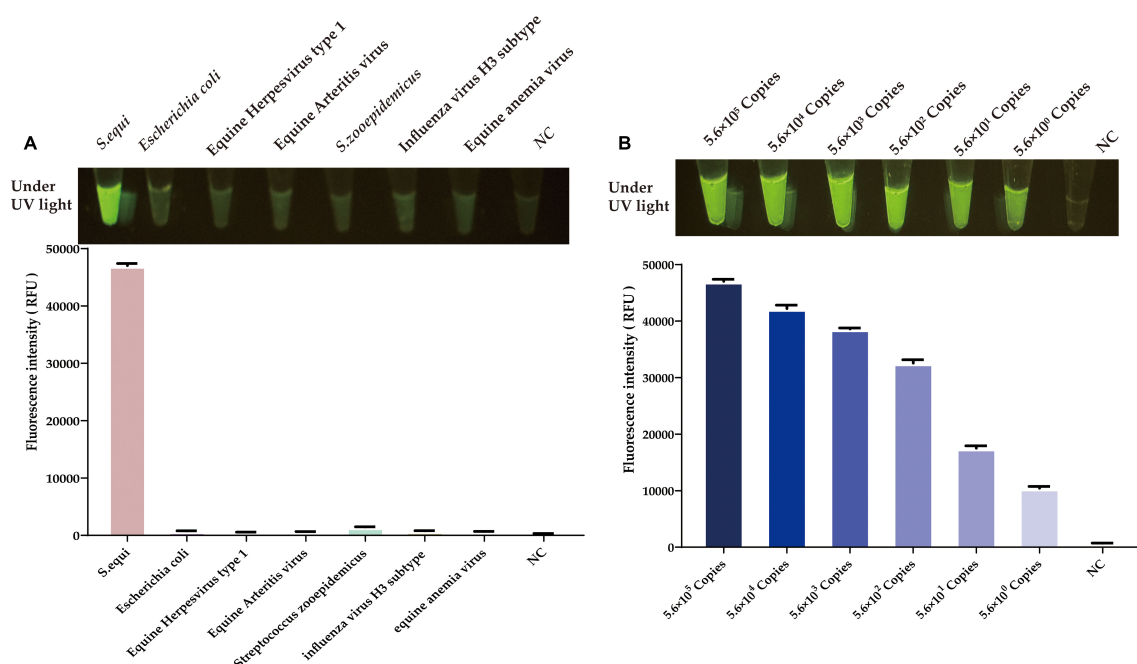 A
S.equi
Escherichia coli
Equine Herpesvirus type 1
Equine Arteritis virus
S.zooepidemicus
Influenza virus H3 subtype
Equine anemia virus
NC
Under
UV light
Fluorescence intensity ( RFU )
50000
40000
30000
20000
10000
0
S.equi
Escherichia coli
Equine Herpesvirus type 1
Equine Arteritis virus
Streptococcus zooepidemicus
influenza virus H3 subtype
equine anemia virus
NC
B
5.6×10⁵ Copies
5.6×10⁴ Copies
5.6×10³ Copies
5.6×10² Copies
5.6×10¹ Copies
5.6×10⁰ Copies
NC
Under
UV light
Fluorescence intensity ( RFU )
50000
40000
30000
20000
10000
0
5.6×10⁵ Copies
5.6×10⁴ Copies
5.6×10³ Copies
5.6×10² Copies
5.6×10¹ Copies
5.6×10⁰ Copies
NC